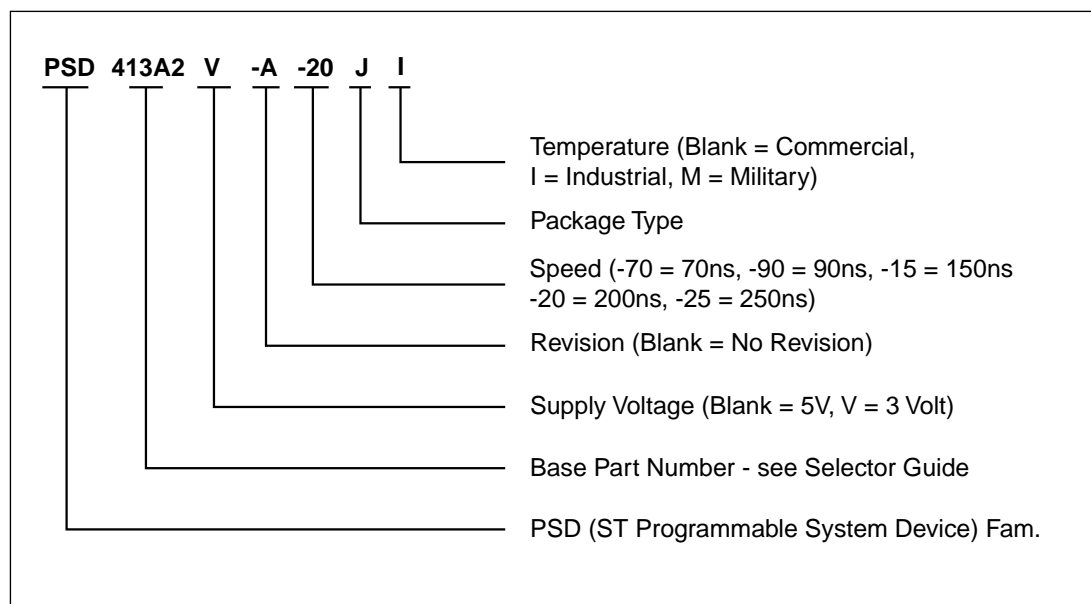 PSD 413A2 V -A -20 J I
Temperature (Blank = Commercial,
I = Industrial, M = Military)
Package Type
Speed (-70 = 70ns, -90 = 90ns, -15 = 150ns
-20 = 200ns, -25 = 250ns)
Revision (Blank = No Revision)
Supply Voltage (Blank = 5V, V = 3 Volt)
Base Part Number - see Selector Guide
PSD (ST Programmable System Device) Fam.